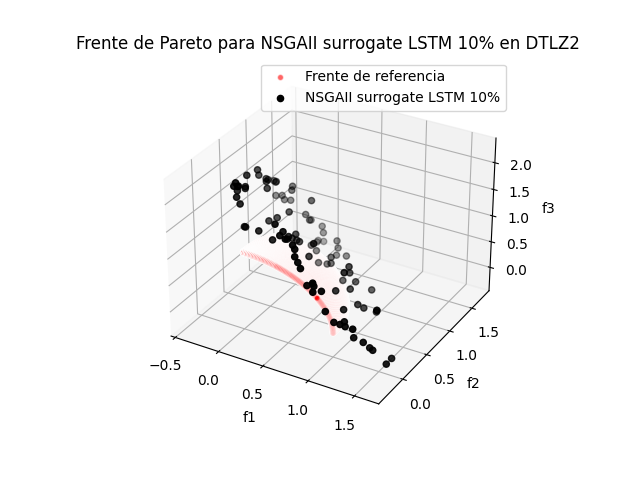 Frente de Pareto para NSGAII surrogate LSTM 10% en DTLZ2
Frente de referencia
NSGAII surrogate LSTM 10%
2.0
1.5
1.0
0.5
0.0
f3
−0.5
0.0
0.5
1.0
1.5
f1
0.0
0.5
1.0
1.5
f2